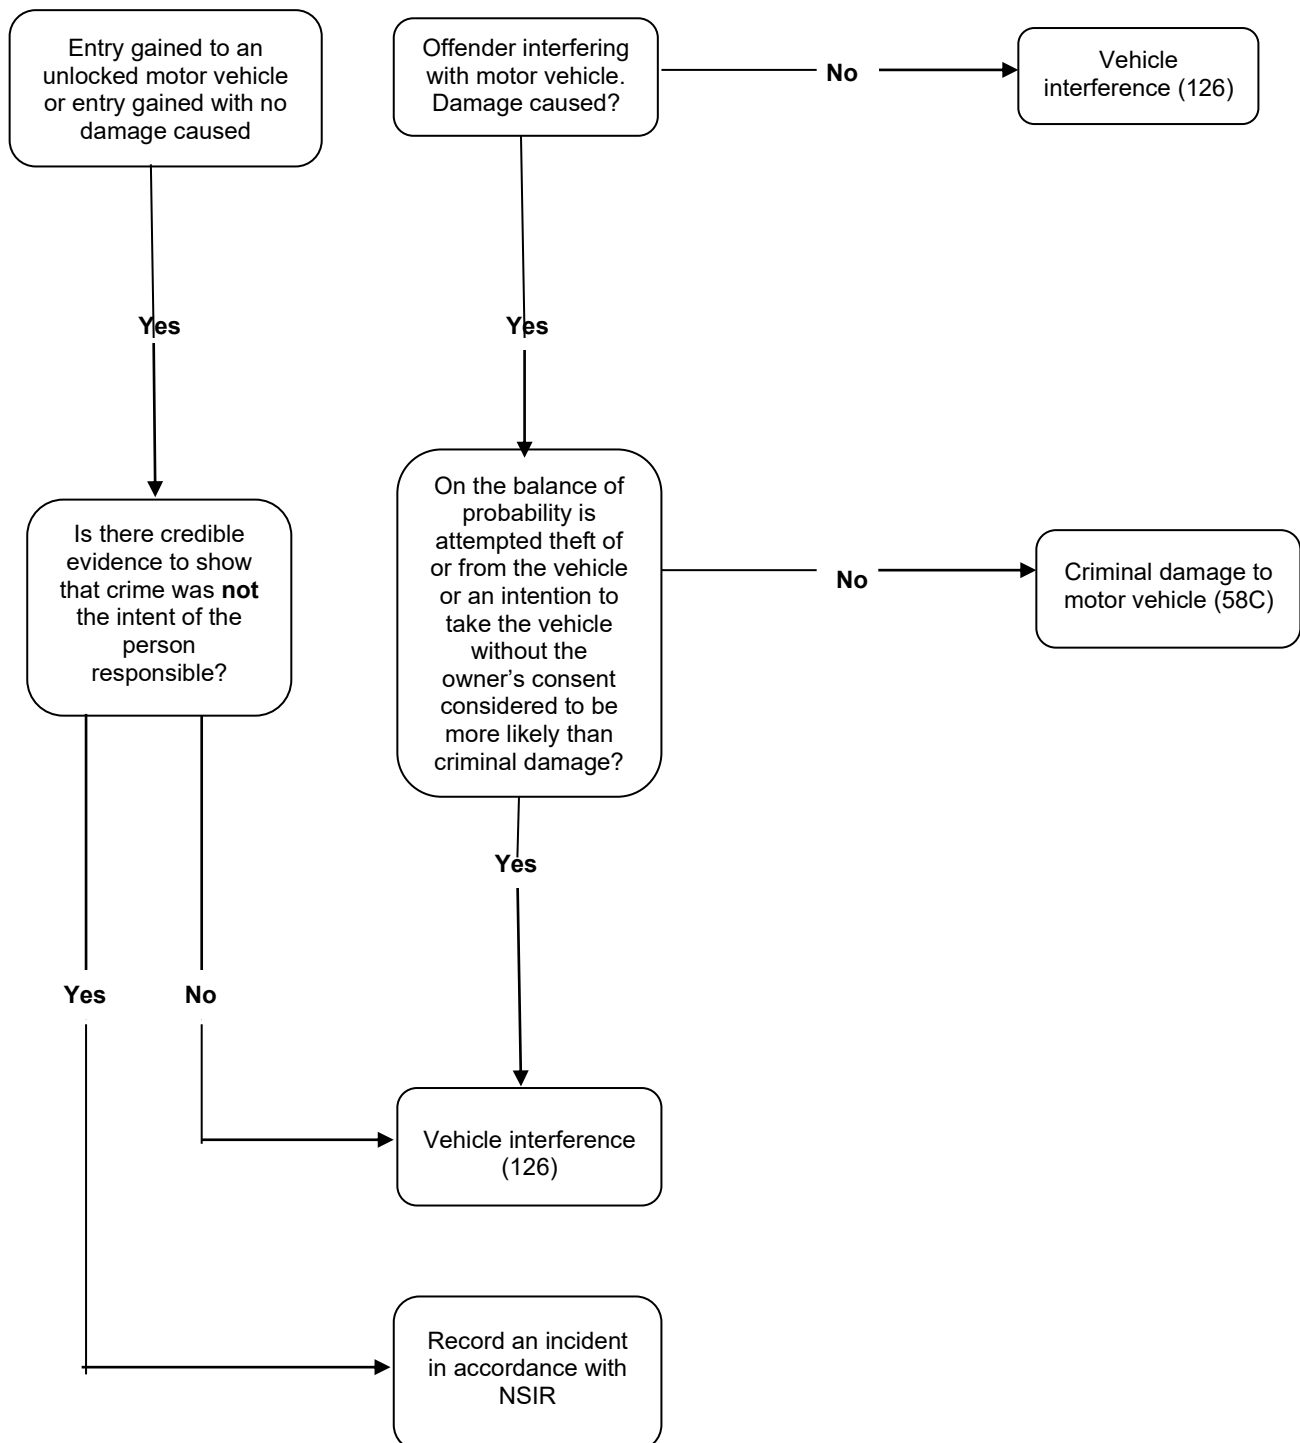 Entry gained to an
unlocked motor vehicle
or entry gained with no
damage caused
Offender interfering
with motor vehicle.
Damage caused?
No
Vehicle
interference (126)
Yes
Yes
Is there credible
evidence to show
that crime was not
the intent of the
person
responsible?
On the balance of
probability is
attempted theft of
or from the vehicle
or an intention to
take the vehicle
without the
owner’s consent
considered to be
more likely than
criminal damage?
No
Criminal damage to
motor vehicle (58C)
Yes
Yes
No
Vehicle interference
(126)
Record an incident
in accordance with
NSIR